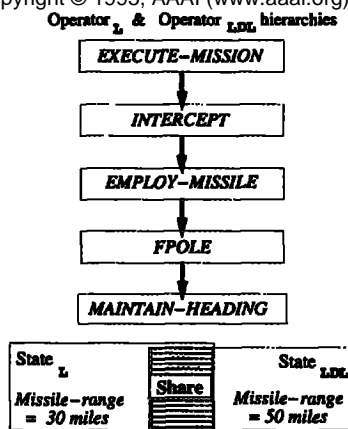 pyright © 1995, AAAI (www.aaai.org)
Operator L & Operator LDL hierarchies
EXECUTE-MISSION
INTERCEPT
EMPLOY-MISSILE
FPOLE
MAINTAIN-HEADING
State L Share State LDL
Missile-range Missile-range
= 30 miles = 50 miles